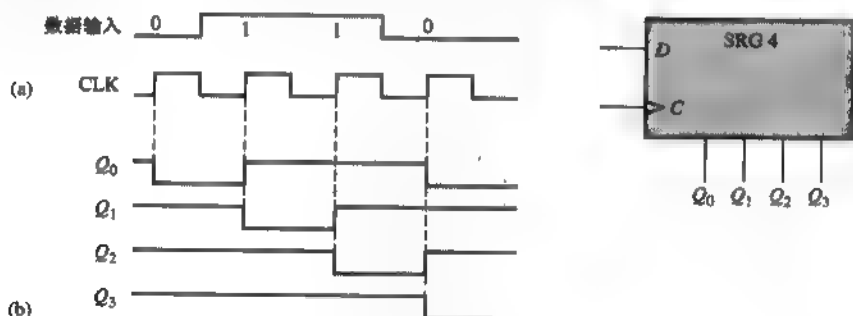 数据输入 0 1 1 0
(a) CLK
Q0
Q1
Q2
Q3
(b)
SRG 4
D
C
Q0 Q1 Q2 Q3